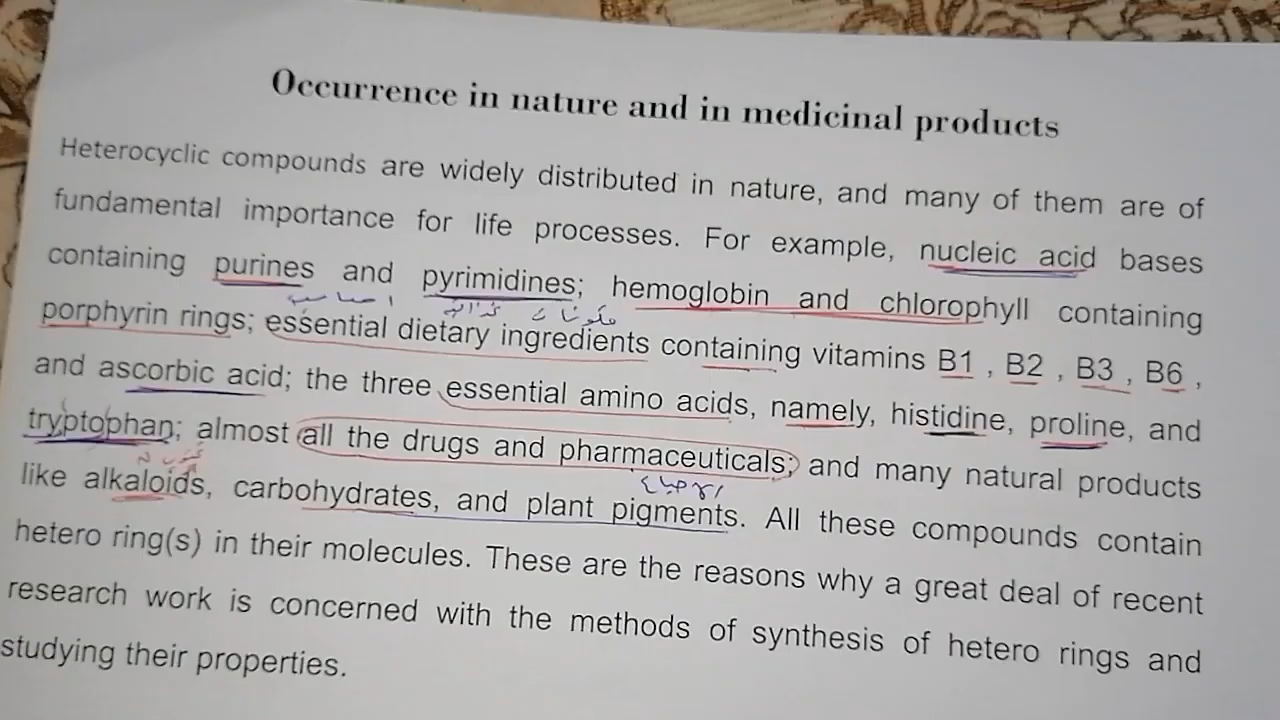 Occurrence in nature and in medicinal products
Heterocyclic compounds are widely distributed in nature, and many of them are of
fundamental importance for life processes. For example, nucleic acid bases
containing purines and pyrimidines; hemoglobin and chlorophyll containing
مكونات غذائية اساسية
porphyrin rings; essential dietary ingredients containing vitamins B1 , B2 , B3 , B6 ,
and ascorbic acid; the three essential amino acids, namely, histidine, proline, and
tryptophan; almost all the drugs and pharmaceuticals; and many natural products
like alkaloids, carbohydrates, and plant pigments. All these compounds contain
hetero ring(s) in their molecules. These are the reasons why a great deal of recent
research work is concerned with the methods of synthesis of hetero rings and
studying their properties.